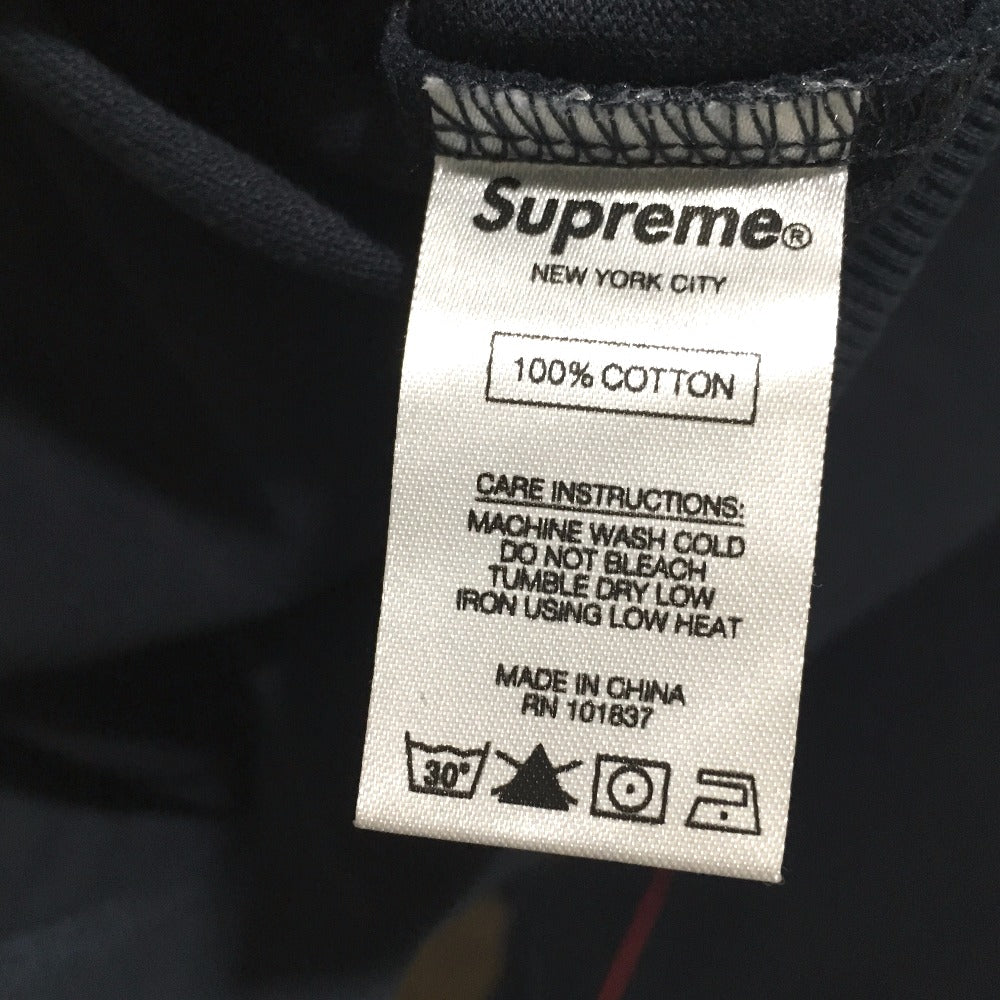 Supreme®
NEW YORK CITY
100% COTTON
CARE INSTRUCTIONS:
MACHINE WASH COLD
DO NOT BLEACH
TUMBLE DRY LOW
IRON USING LOW HEAT
MADE IN CHINA
RN 101837
30°